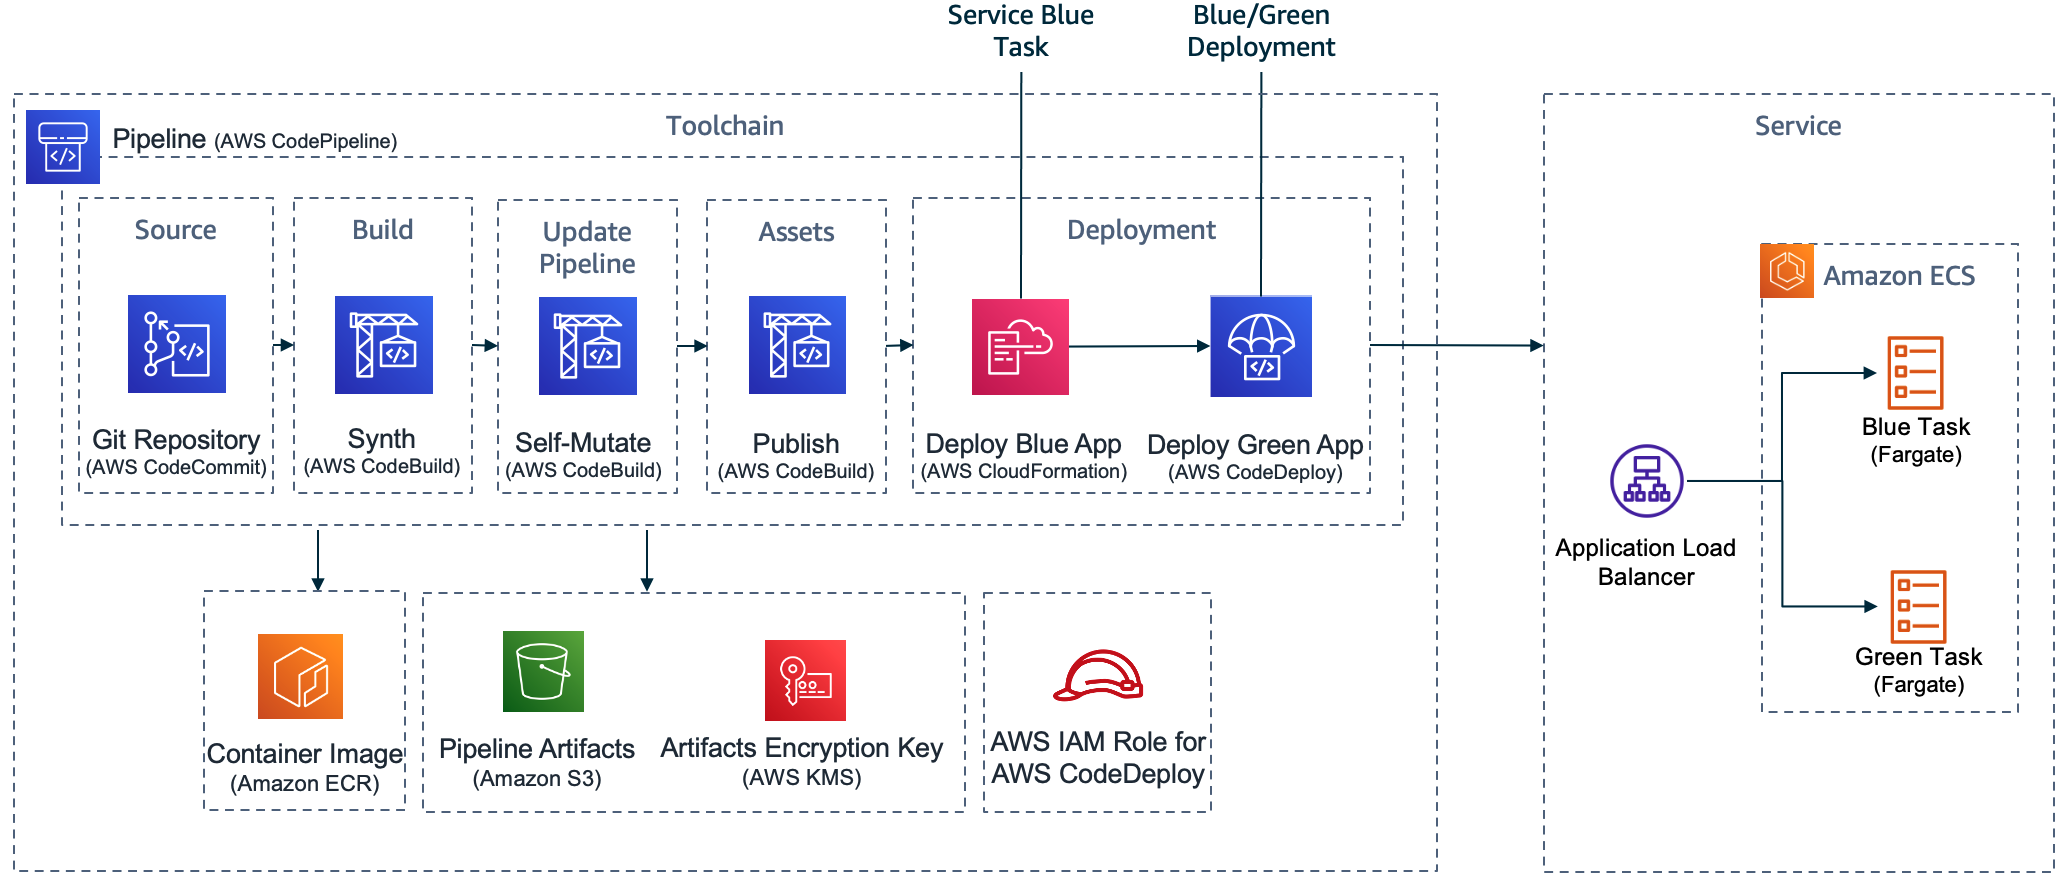 Service Blue
Task
Blue/Green
Deployment
Pipeline (AWS CodePipeline)
Toolchain
Service
Source
Build
Update
Pipeline
Assets
Deployment
Git Repository
(AWS CodeCommit)
Synth
(AWS CodeBuild)
Self-Mutate
(AWS CodeBuild)
Publish
(AWS CodeBuild)
Deploy Blue App
(AWS CloudFormation)
Deploy Green App
(AWS CodeDeploy)
Amazon ECS
Blue Task
(Fargate)
Application Load
Balancer
Green Task
(Fargate)
Container Image
(Amazon ECR)
Pipeline Artifacts
(Amazon S3)
Artifacts Encryption Key
(AWS KMS)
AWS IAM Role for
AWS CodeDeploy